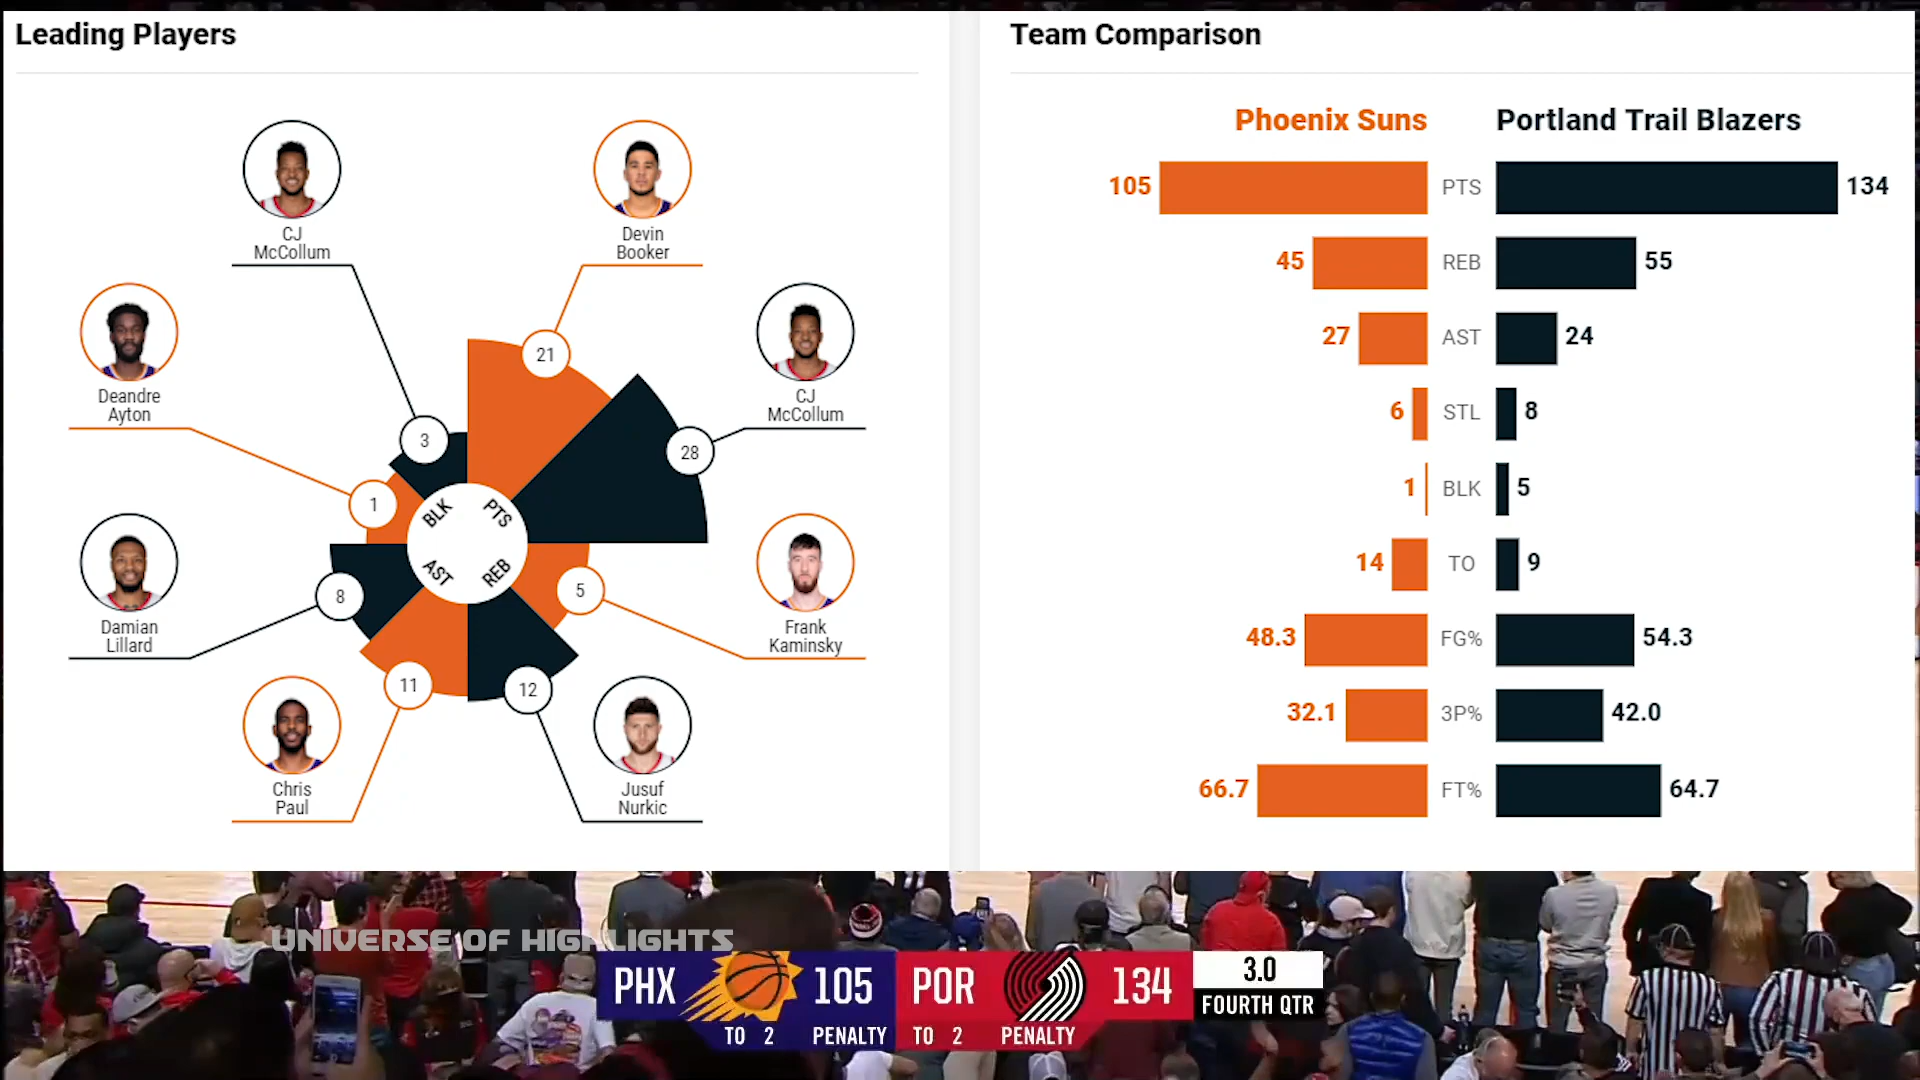 Leading Players
CJ
McCollum
Devin
Booker
Deandre
Ayton
CJ
McCollum
21
3
28
1
BLK
PTS
AST
REB
8
5
Damian
Lillard
Frank
Kaminsky
11
12
Chris
Paul
Jusuf
Nurkic
Team Comparison
Phoenix Suns Portland Trail Blazers
105 PTS 134
45 REB 55
27 AST 24
6 STL 8
1 BLK 5
14 TO 9
48.3 FG% 54.3
32.1 3P% 42.0
66.7 FT% 64.7
UNIVERSE OF HIGHLIGHTS
PHX 105 POR 134 3.0
FOURTH QTR
TO 2 PENALTY TO 2 PENALTY